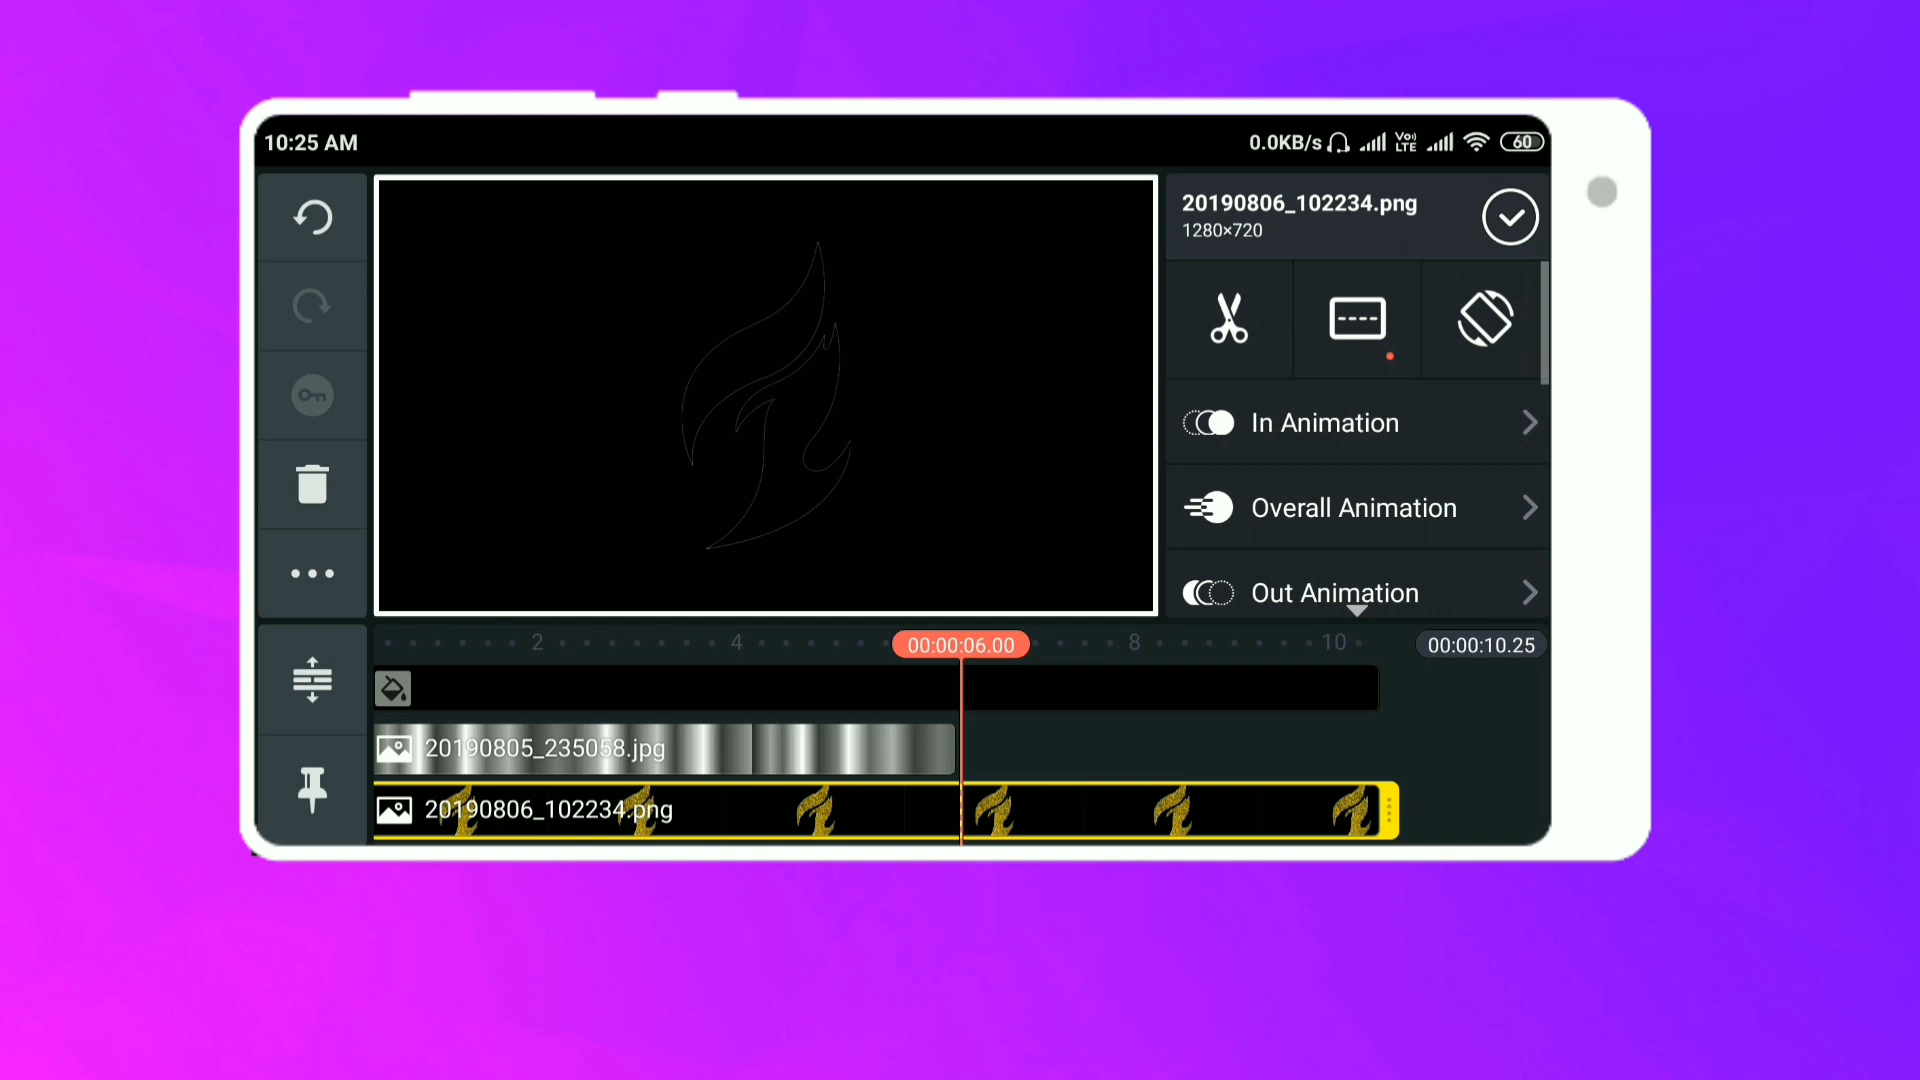 10:25 AM
0.0KB/s Vo)) LTE 60
20190806_102234.png
1280×720
In Animation
Overall Animation
Out Animation
2 4 00:00:06.00 8 10 00:00:10.25
20190805_235058.jpg
20190806_102234.png